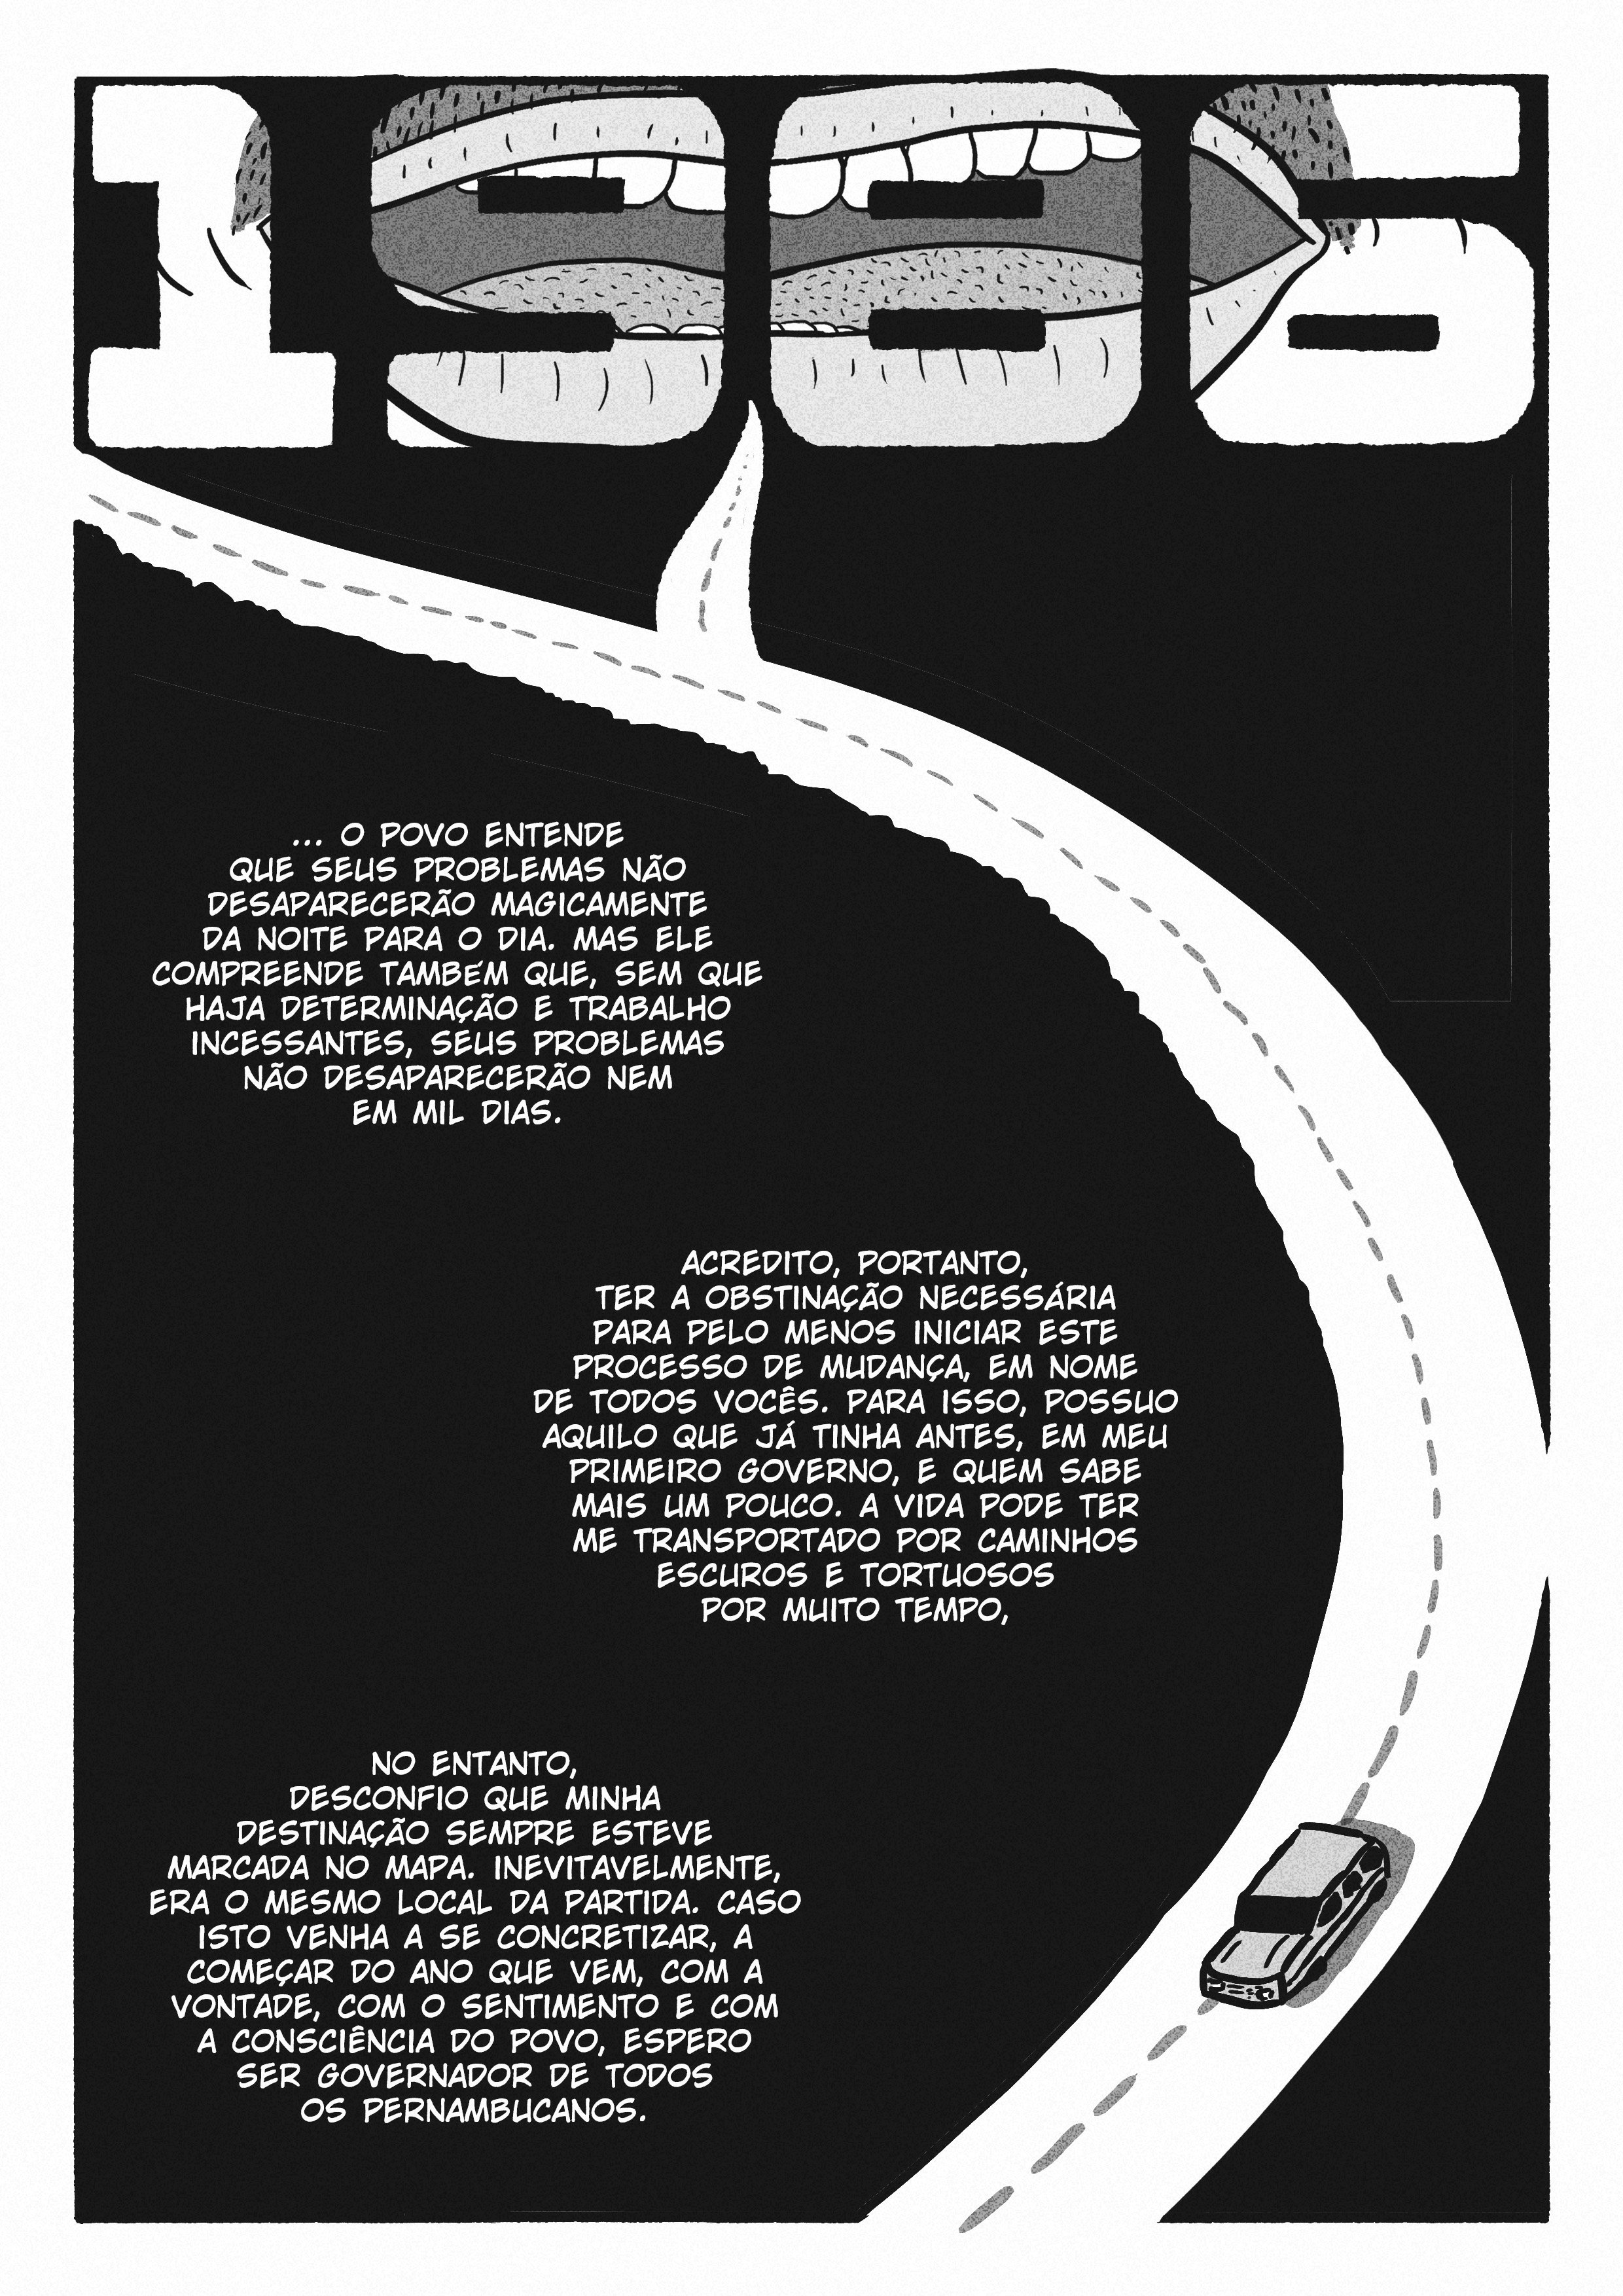 1986
... O POVO ENTENDE
QUE SEUS PROBLEMAS NÃO
DESAPARECERÃO MAGICAMENTE
DA NOITE PARA O DIA. MAS ELE
COMPREENDE TAMBÉM QUE, SEM QUE
HAJA DETERMINAÇÃO E TRABALHO
INCESSANTES, SEUS PROBLEMAS
NÃO DESAPARECERÃO NEM
EM MIL DIAS.
ACREDITO, PORTANTO,
TER A OBSTINAÇÃO NECESSÁRIA
PARA PELO MENOS INICIAR ESTE
PROCESSO DE MUDANÇA, EM NOME
DE TODOS VOCÊS. PARA ISSO, POSSUO
AQUILO QUE JÁ TINHA ANTES, EM MEU
PRIMEIRO GOVERNO, E QUEM SABE
MAIS UM POUCO. A VIDA PODE TER
ME TRANSPORTADO POR CAMINHOS
ESCUROS E TORTUOSOS
POR MUITO TEMPO,
NO ENTANTO,
DESCONFIO QUE MINHA
DESTINAÇÃO SEMPRE ESTEVE
MARCADA NO MAPA. INEVITAVELMENTE,
ERA O MESMO LOCAL DA PARTIDA. CASO
ISTO VENHA A SE CONCRETIZAR, A
COMEÇAR DO ANO QUE VEM, COM A
VONTADE, COM O SENTIMENTO E COM
A CONSCIÊNCIA DO POVO, ESPERO
SER GOVERNADOR DE TODOS
OS PERNAMBUCANOS.